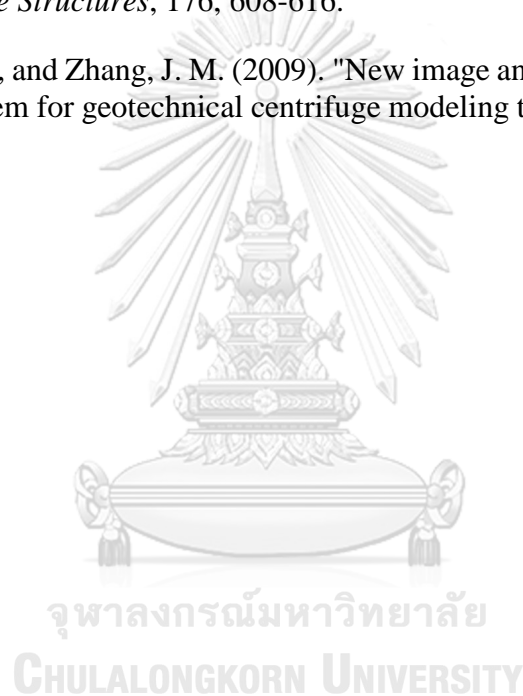 e Structures, 176, 608-616.
, and Zhang, J. M. (2009). "New image an
em for geotechnical centrifuge modeling t
จุฬาลงกรณ์มหาวิทยาลัย
CHULALONGKORN UNIVERSITY